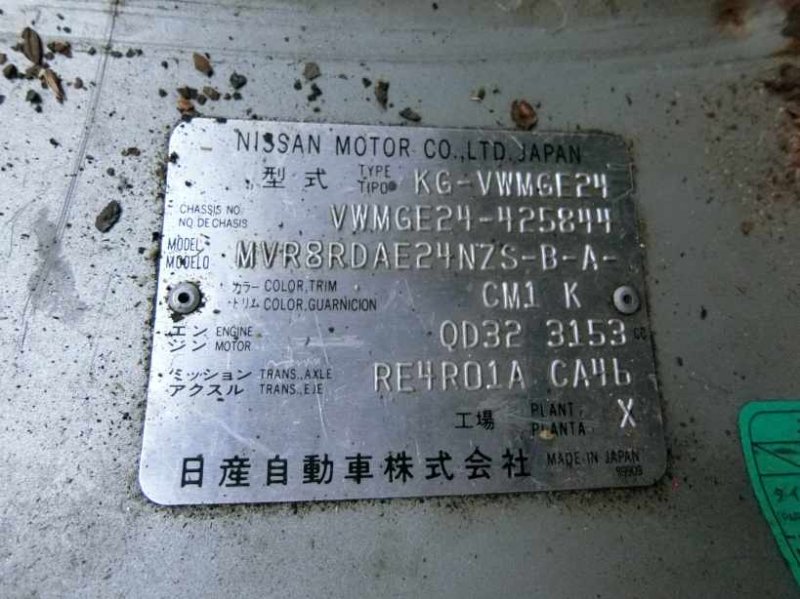 NISSAN MOTOR CO.,LTD.JAPAN
型式 TYPE TIPO KG-VWMGE24
CHASSIS NO. NO.DE CHASIS VWMGE24-425844
MODEL MODELO MVR8RDAE24NZS-B-A-
カラー COLOR,TRIM CM1 K
トリム COLOR,GUARNICION
エンジン ENGINE MOTOR QD32 3153 cc
ミッション TRANS.,AXLE RE4R01A CA46
アクスル TRANS.,EJE
工場 PLANT PLANTA X
日産自動車株式会社 MADE IN JAPAN